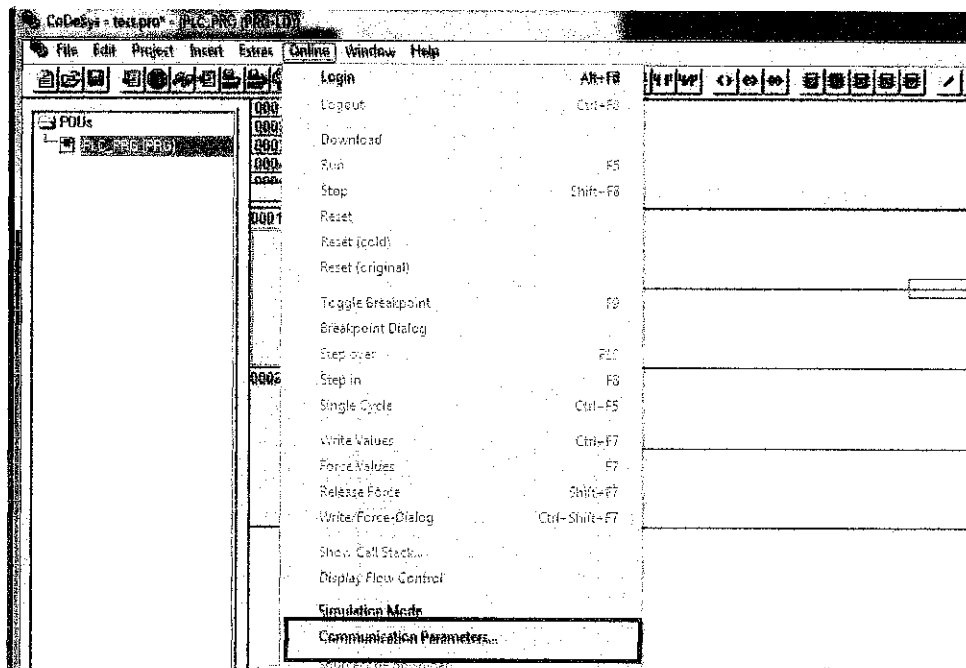 CoDeSys - test.pro* - [PLC_PRG (PRG-LD)]
File Edit Project Insert Extras Online Window Help
POUs
PLC_PRG (PRG)
0001
0002
Login Alt+F8
Logout Ctrl+F8
Download
Run F5
Stop Shift+F8
Reset
Reset (cold)
Reset (original)
Toggle Breakpoint F9
Breakpoint Dialog
Step over F10
Step in F8
Single Cycle Ctrl+F5
Write Values Ctrl+F7
Force Values F7
Release Force Shift+F7
Write/Force-Dialog Ctrl+Shift+F7
Show Call Stack...
Display Flow Control
Simulation Mode
Communication Parameters...
Sourcecode download